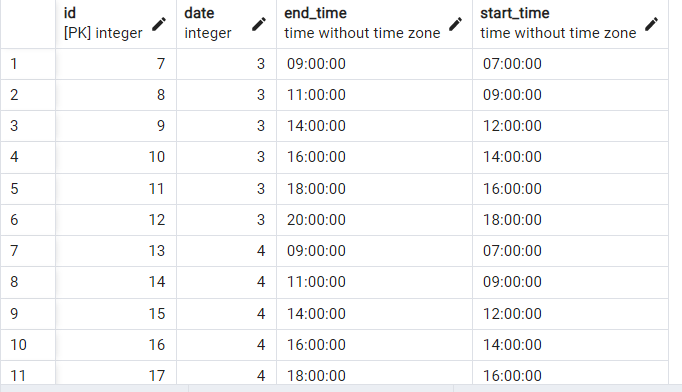 id date end_time start_time
[PK] integer integer time without time zone time without time zone
1 7 3 09:00:00 07:00:00
2 8 3 11:00:00 09:00:00
3 9 3 14:00:00 12:00:00
4 10 3 16:00:00 14:00:00
5 11 3 18:00:00 16:00:00
6 12 3 20:00:00 18:00:00
7 13 4 09:00:00 07:00:00
8 14 4 11:00:00 09:00:00
9 15 4 14:00:00 12:00:00
10 16 4 16:00:00 14:00:00
11 17 4 18:00:00 16:00:00